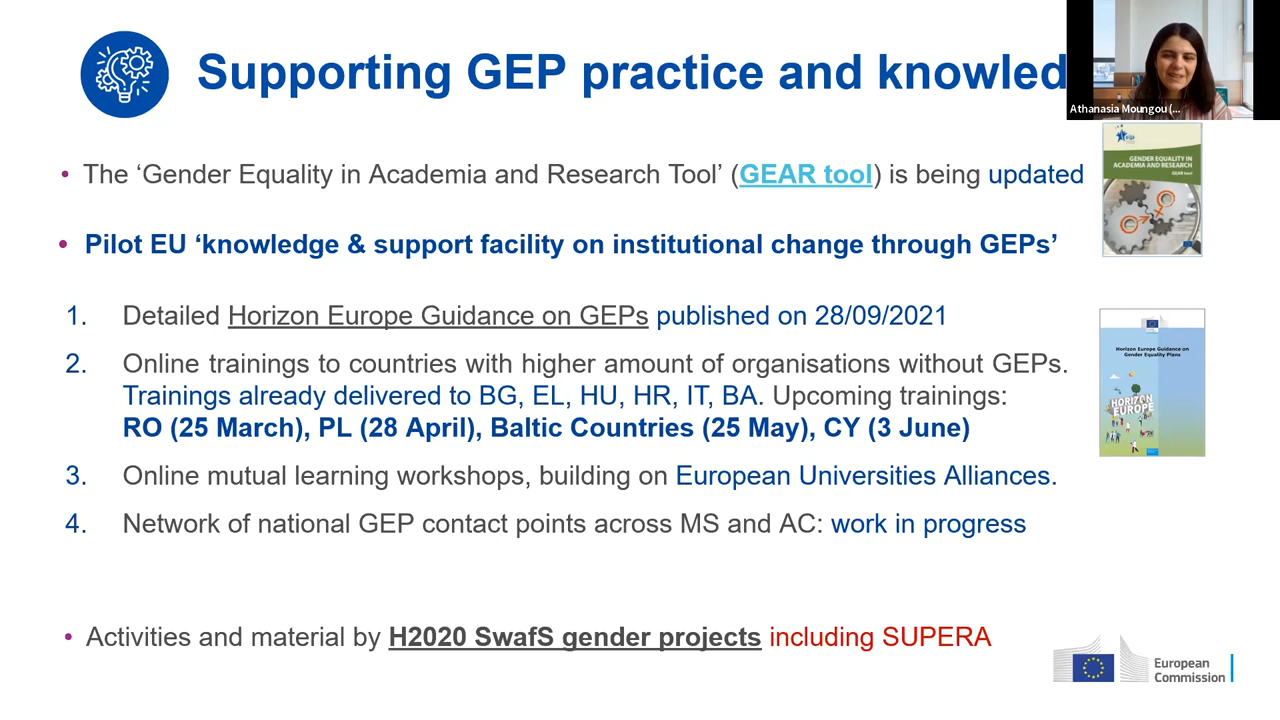 Supporting GEP practice and knowled
Athanasia Moungou (...
• The ‘Gender Equality in Academia and Research Tool’ (GEAR tool) is being updated
GENDER EQUALITY IN
ACADEMIA AND RESEARCH
GEAR tool
• Pilot EU ‘knowledge & support facility on institutional change through GEPs’
1. Detailed Horizon Europe Guidance on GEPs published on 28/09/2021
2. Online trainings to countries with higher amount of organisations without GEPs.
Trainings already delivered to BG, EL, HU, HR, IT, BA. Upcoming trainings:
RO (25 March), PL (28 April), Baltic Countries (25 May), CY (3 June)
Horizon Europe Guidance on
Gender Equality Plans
HORIZON
EUROPE
3. Online mutual learning workshops, building on European Universities Alliances.
4. Network of national GEP contact points across MS and AC: work in progress
• Activities and material by H2020 SwafS gender projects including SUPERA
European
Commission